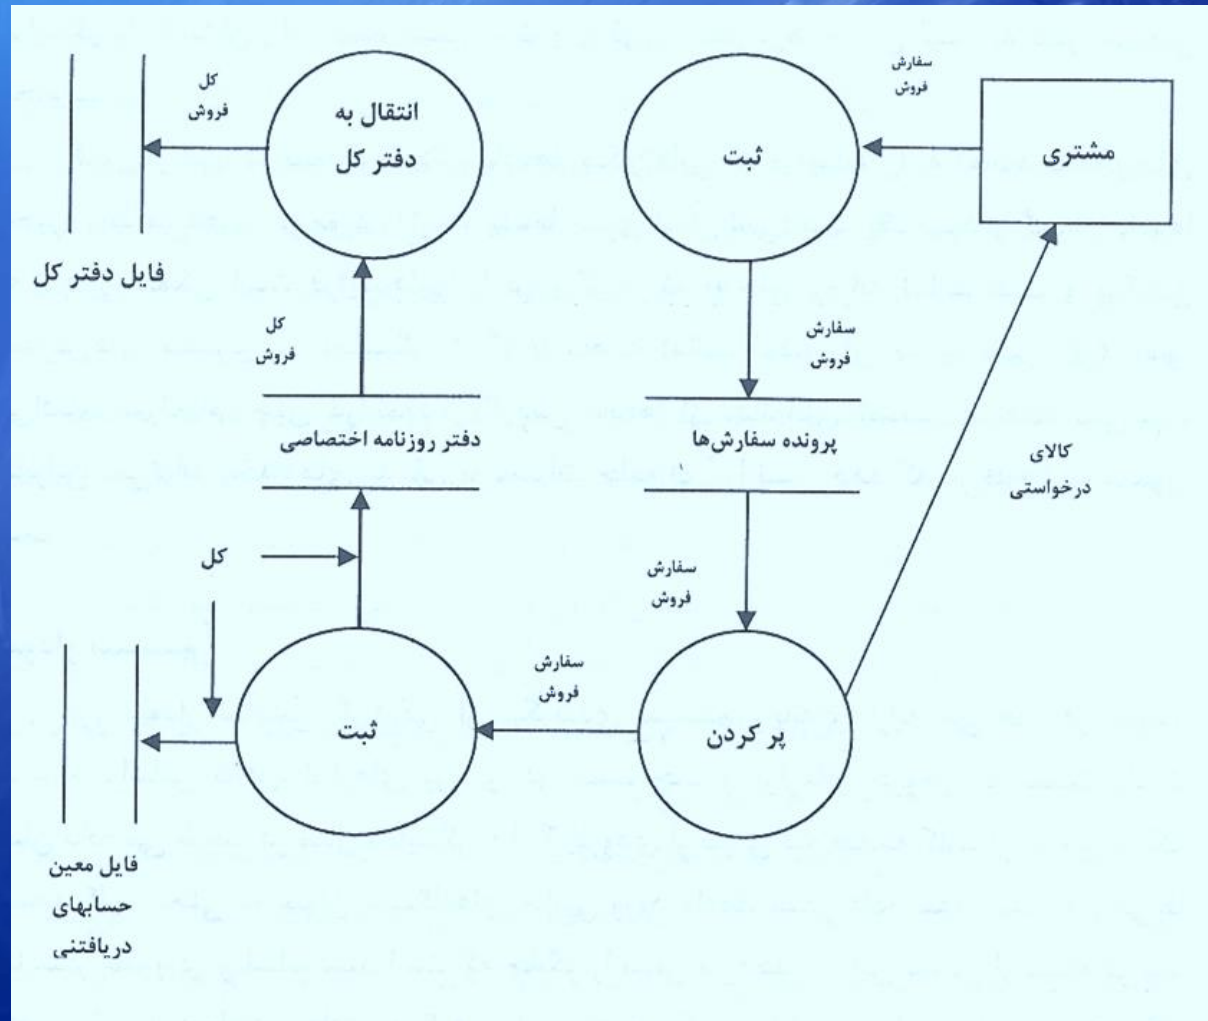 سفارش
فروش
مشتری
ثبت
کل
فروش
انتقال به
دفتر کل
فایل دفتر کل
سفارش
فروش
کل
فروش
پرونده سفارش‌ها
دفتر روزنامه اختصاصی
کالای
درخواستی
سفارش
فروش
کل
سفارش
فروش
پر کردن
ثبت
فایل معین
حسابهای
دریافتنی